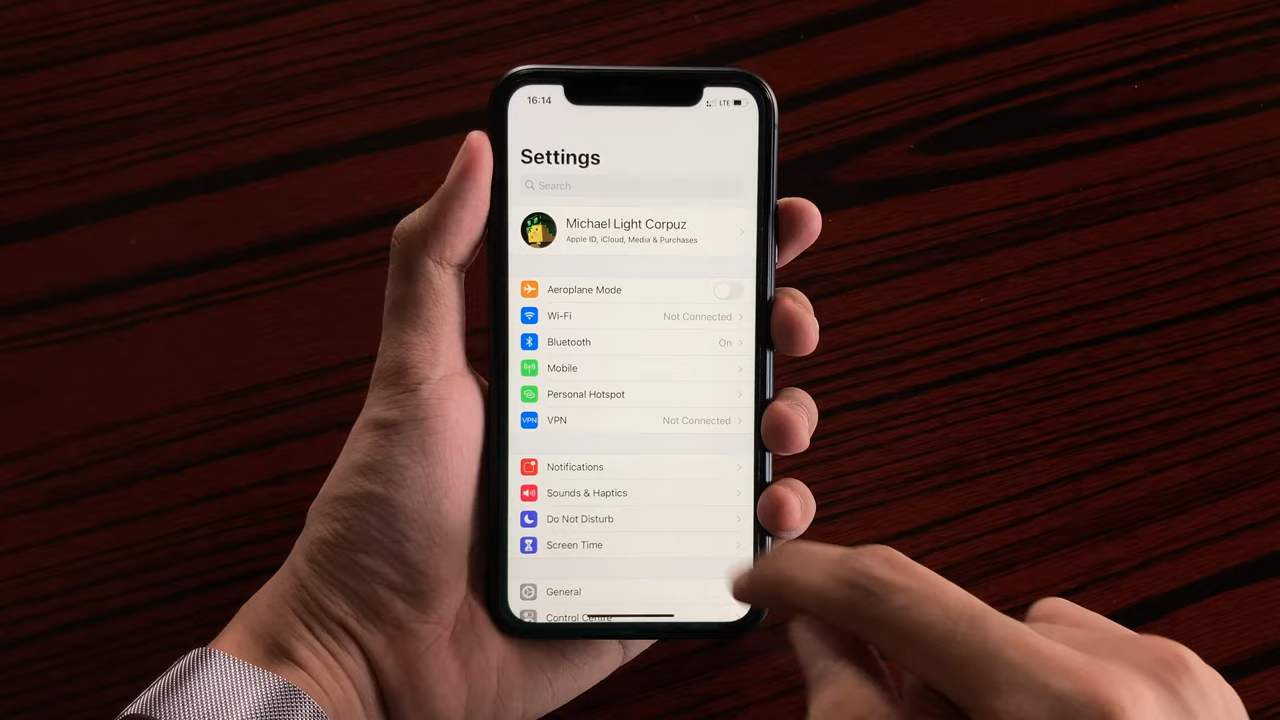 16:14 LTE
Settings
Search
Michael Light Corpuz
Apple ID, iCloud, Media & Purchases
Aeroplane Mode
Wi-Fi Not Connected
Bluetooth On
Mobile
Personal Hotspot
VPN VPN Not Connected
Notifications
Sounds & Haptics
Do Not Disturb
Screen Time
General
Control Centre